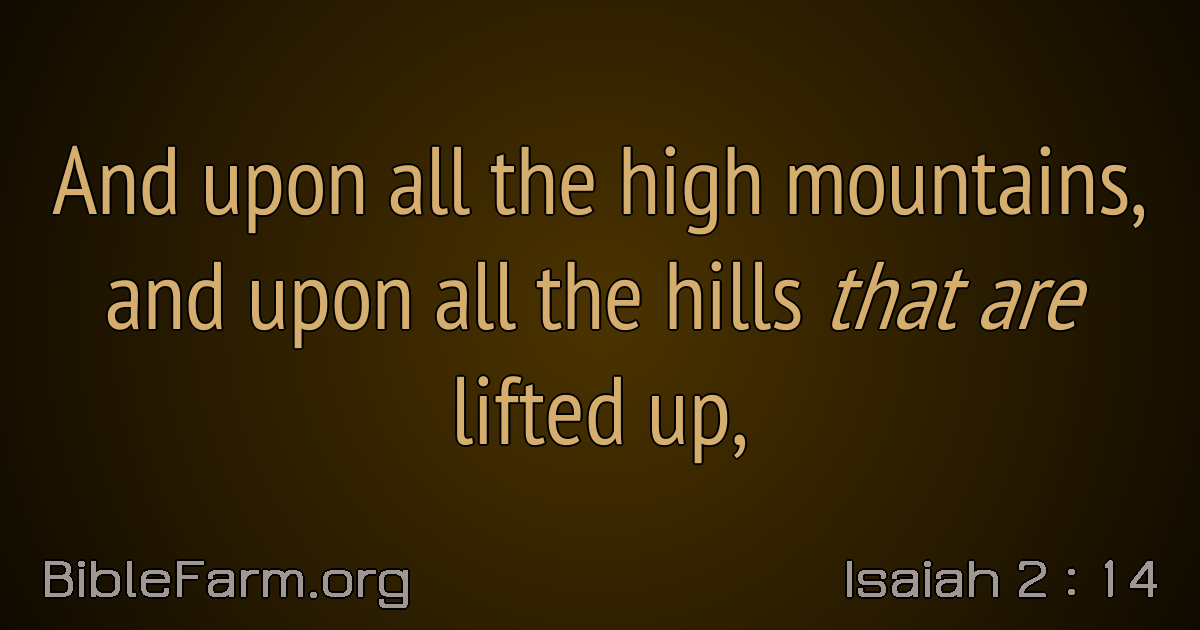 And upon all the high mountains,
and upon all the hills that are
lifted up,
BibleFarm.org
Isaiah 2 : 14